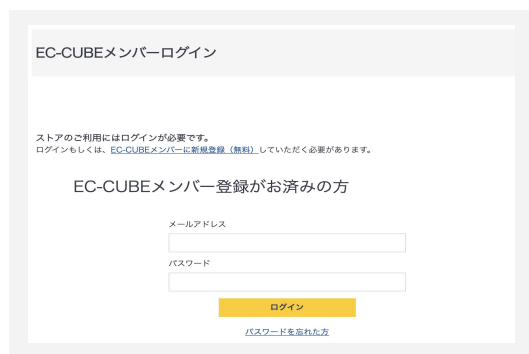 EC-CUBEメンバーログイン
ストアのご利用にはログインが必要です。
ログインもしくは、EC-CUBEメンバーに新規登録（無料）していただく必要があります。
EC-CUBEメンバー登録がお済みの方
メールアドレス
パスワード
ログイン
パスワードを忘れた方